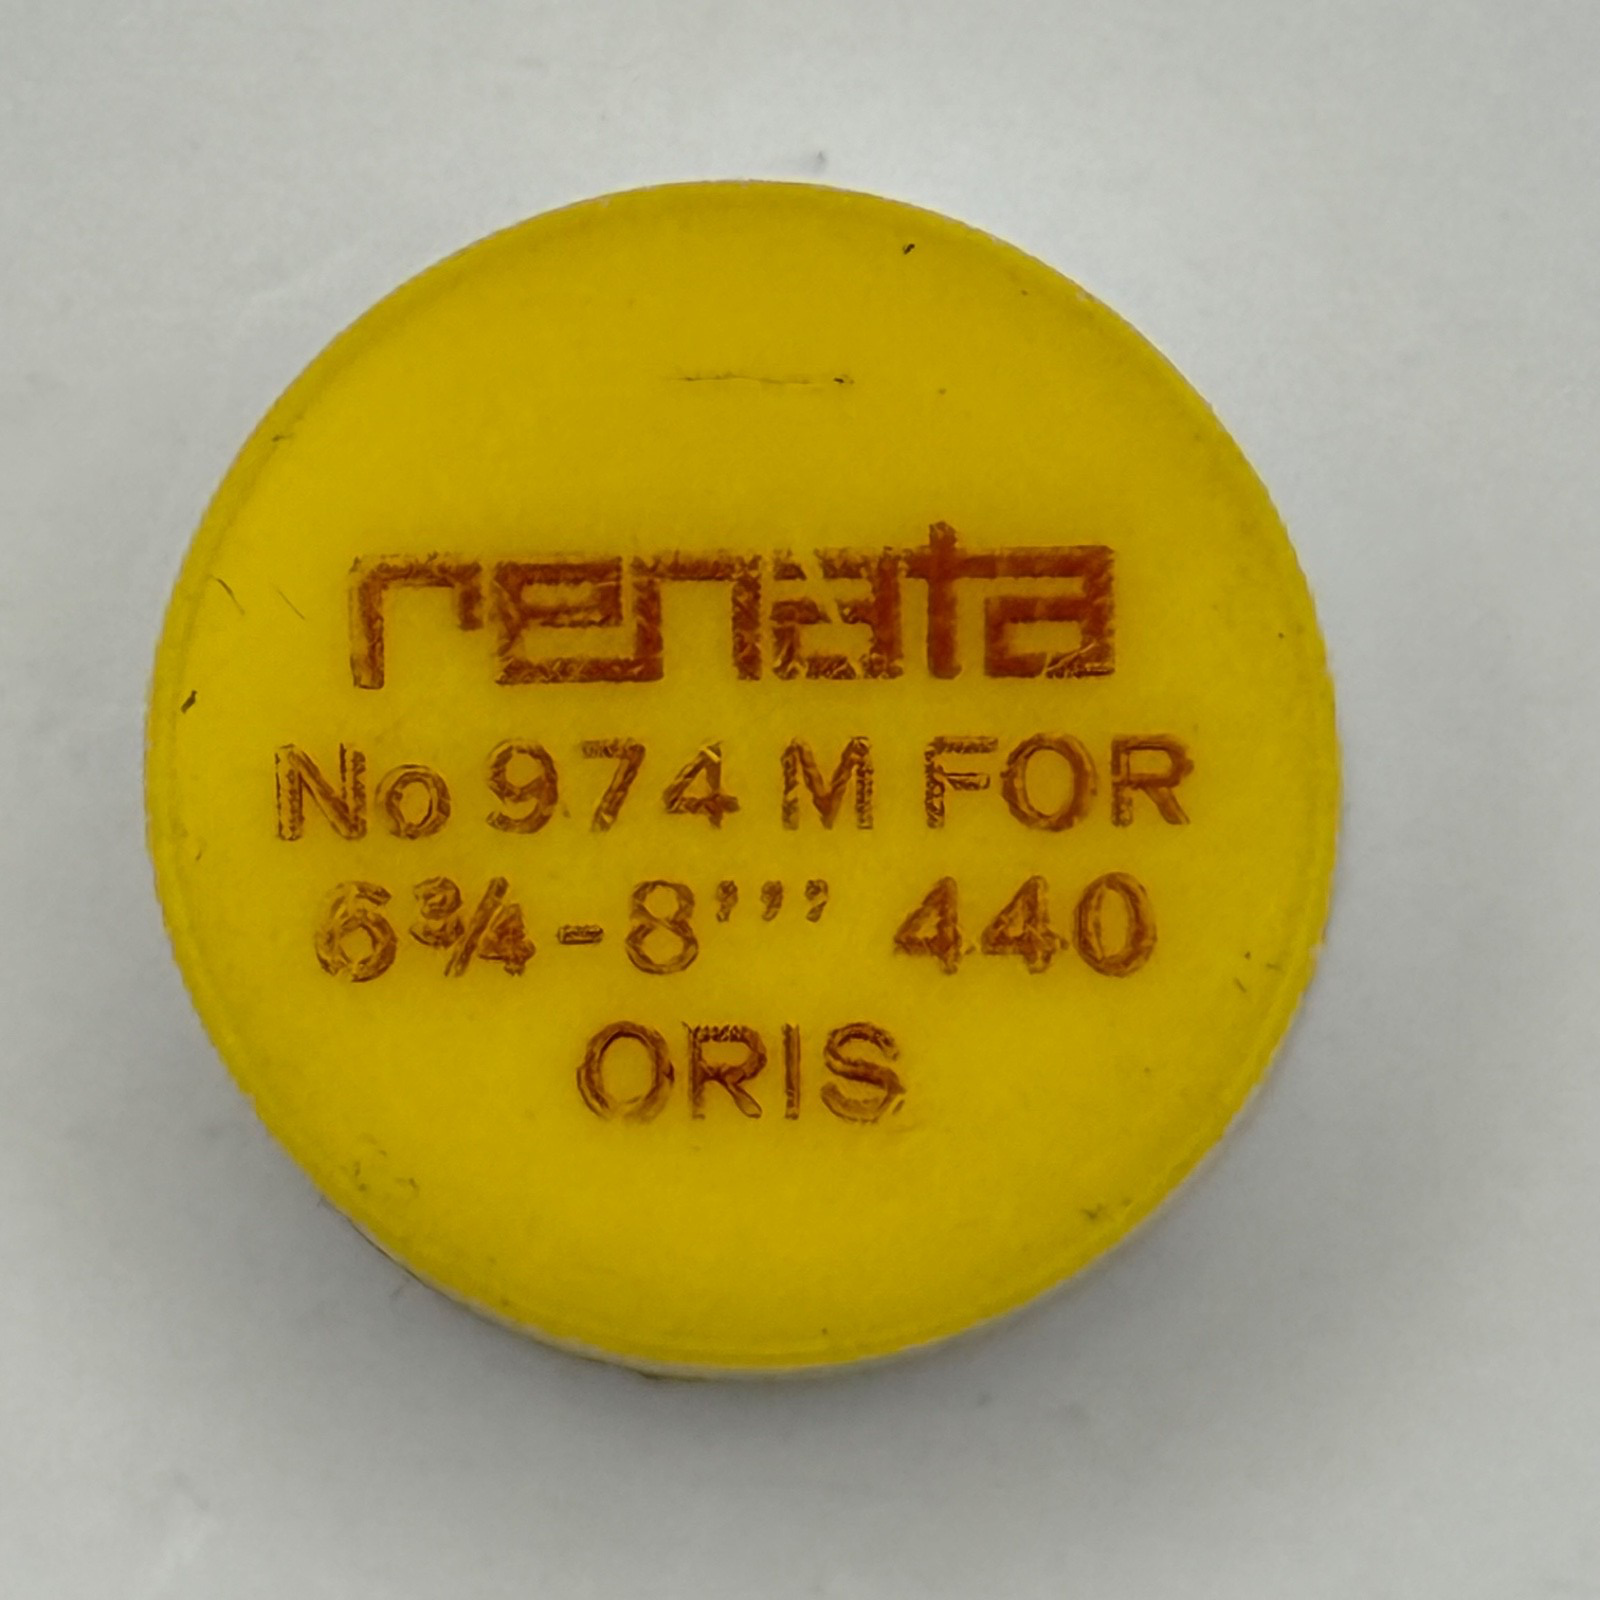 renata
No 974 M FOR
6¾-8''' 440
ORIS